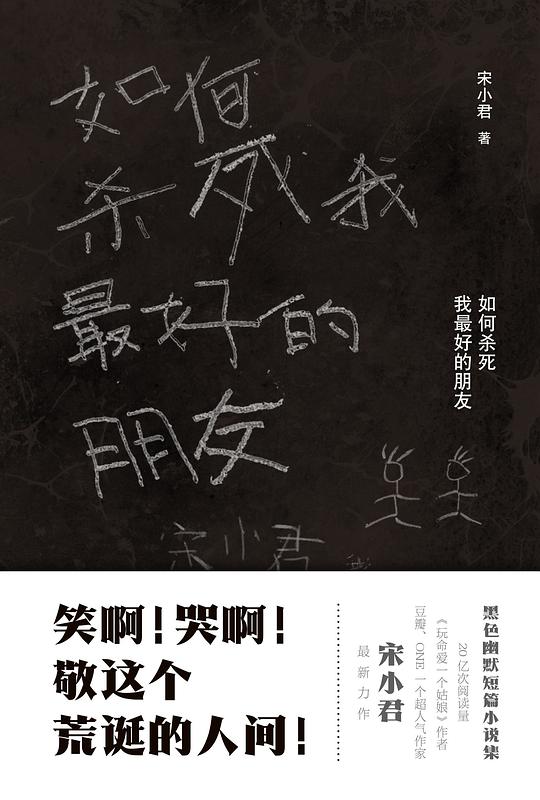 如何
杀死我
最好的
朋友
宋小君
宋小君 著
如何杀死
我最好的朋友
笑啊！哭啊！
敬这个
荒诞的人间！
黑色幽默短篇小说集
20亿次阅读量
《玩命爱一个姑娘》作者
豆瓣、ONE一个超人气作家
宋小君
最新力作